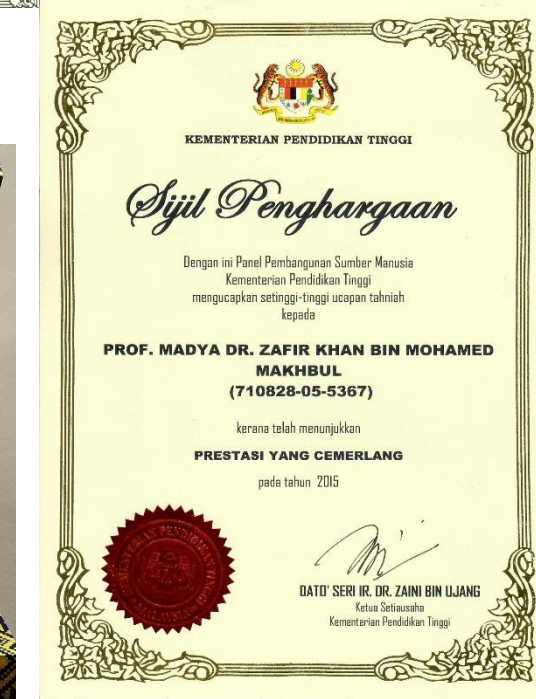 KEMENTERIAN PENDIDIKAN TINGGI
Sijil Penghargaan
Dengan ini Panel Pembangunan Sumber Manusia
Kementerian Pendidikan Tinggi
mengucapkan setinggi-tinggi ucapan tahniah
kepada
PROF. MADYA DR. ZAFIR KHAN BIN MOHAMED
MAKHBUL
(710828-05-5367)
kerana telah menunjukkan
PRESTASI YANG CEMERLANG
pada tahun 2015
DATO' SERI IR. DR. ZAINI BIN UJANG
Ketua Setiausaha
Kementerian Pendidikan Tinggi